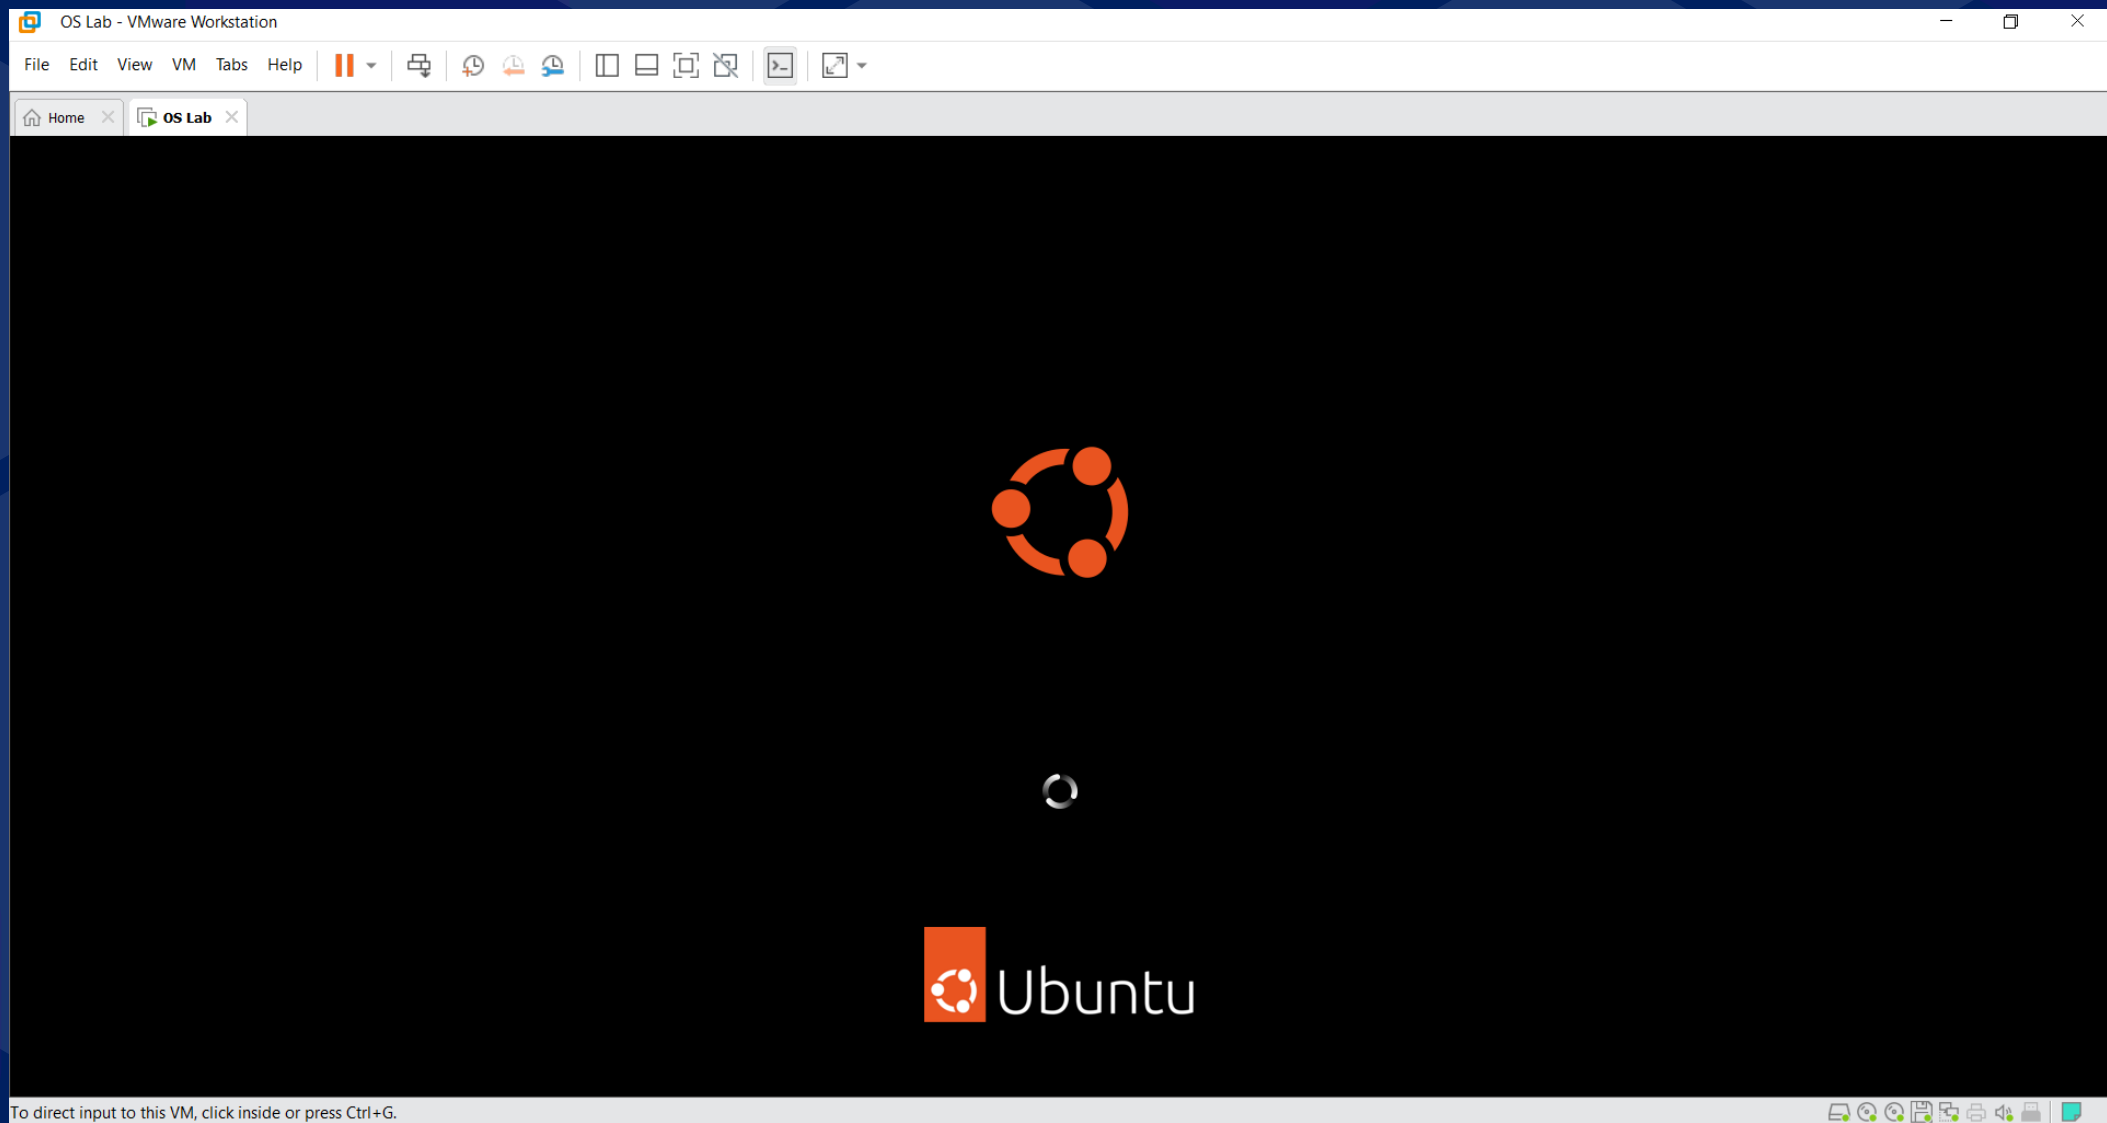 OS Lab - VMware Workstation
File Edit View VM Tabs Help
Home OS Lab
Ubuntu
To direct input to this VM, click inside or press Ctrl+G.